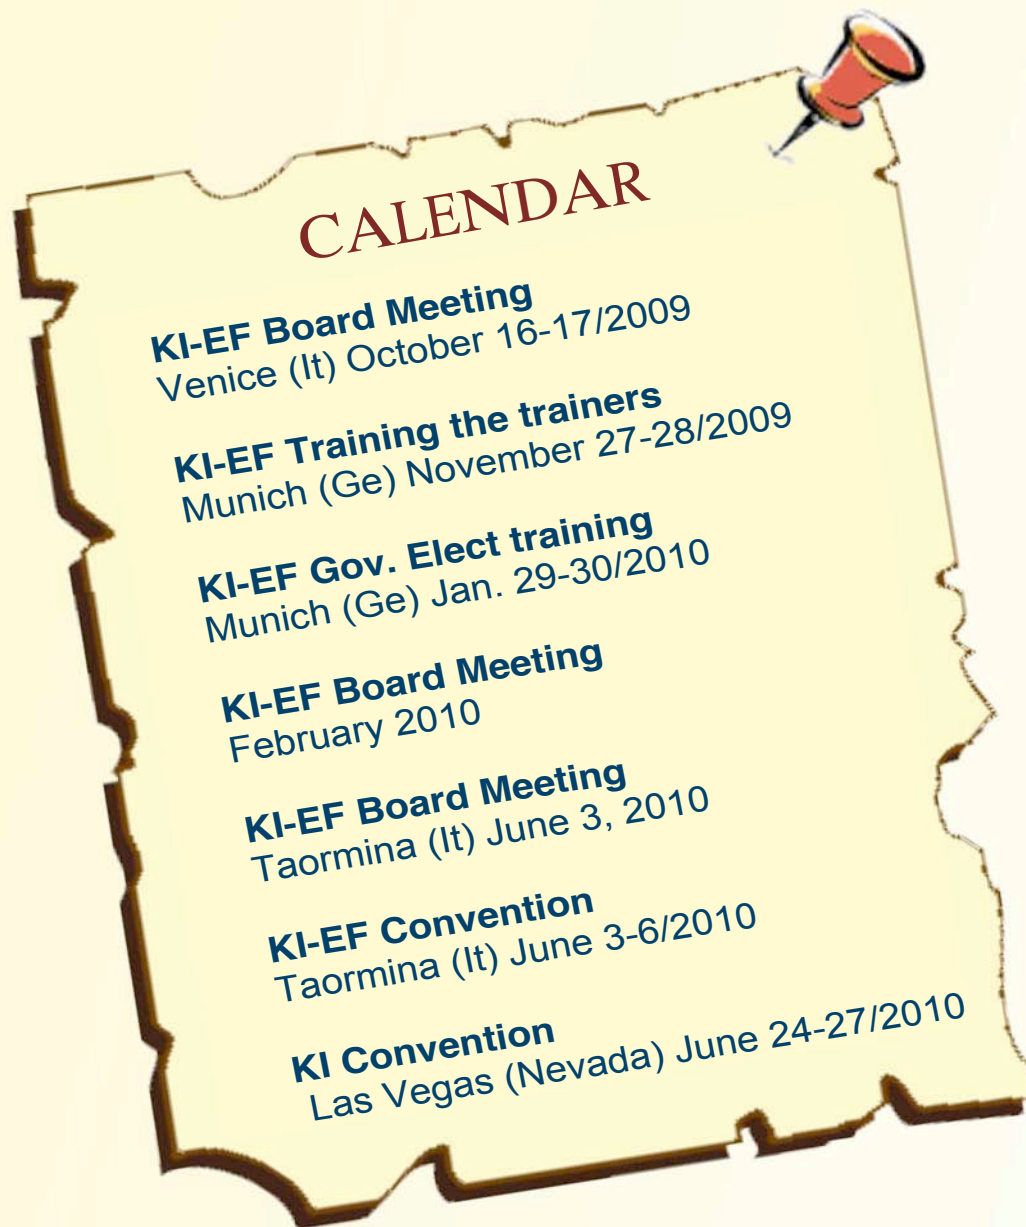 CALENDAR
KI-EF Board Meeting
Venice (It) October 16-17/2009
KI-EF Training the trainers
Munich (Ge) November 27-28/2009
KI-EF Gov. Elect training
Munich (Ge) Jan. 29-30/2010
KI-EF Board Meeting
February 2010
KI-EF Board Meeting
Taormina (It) June 3, 2010
KI-EF Convention
Taormina (It) June 3-6/2010
KI Convention
Las Vegas (Nevada) June 24-27/2010